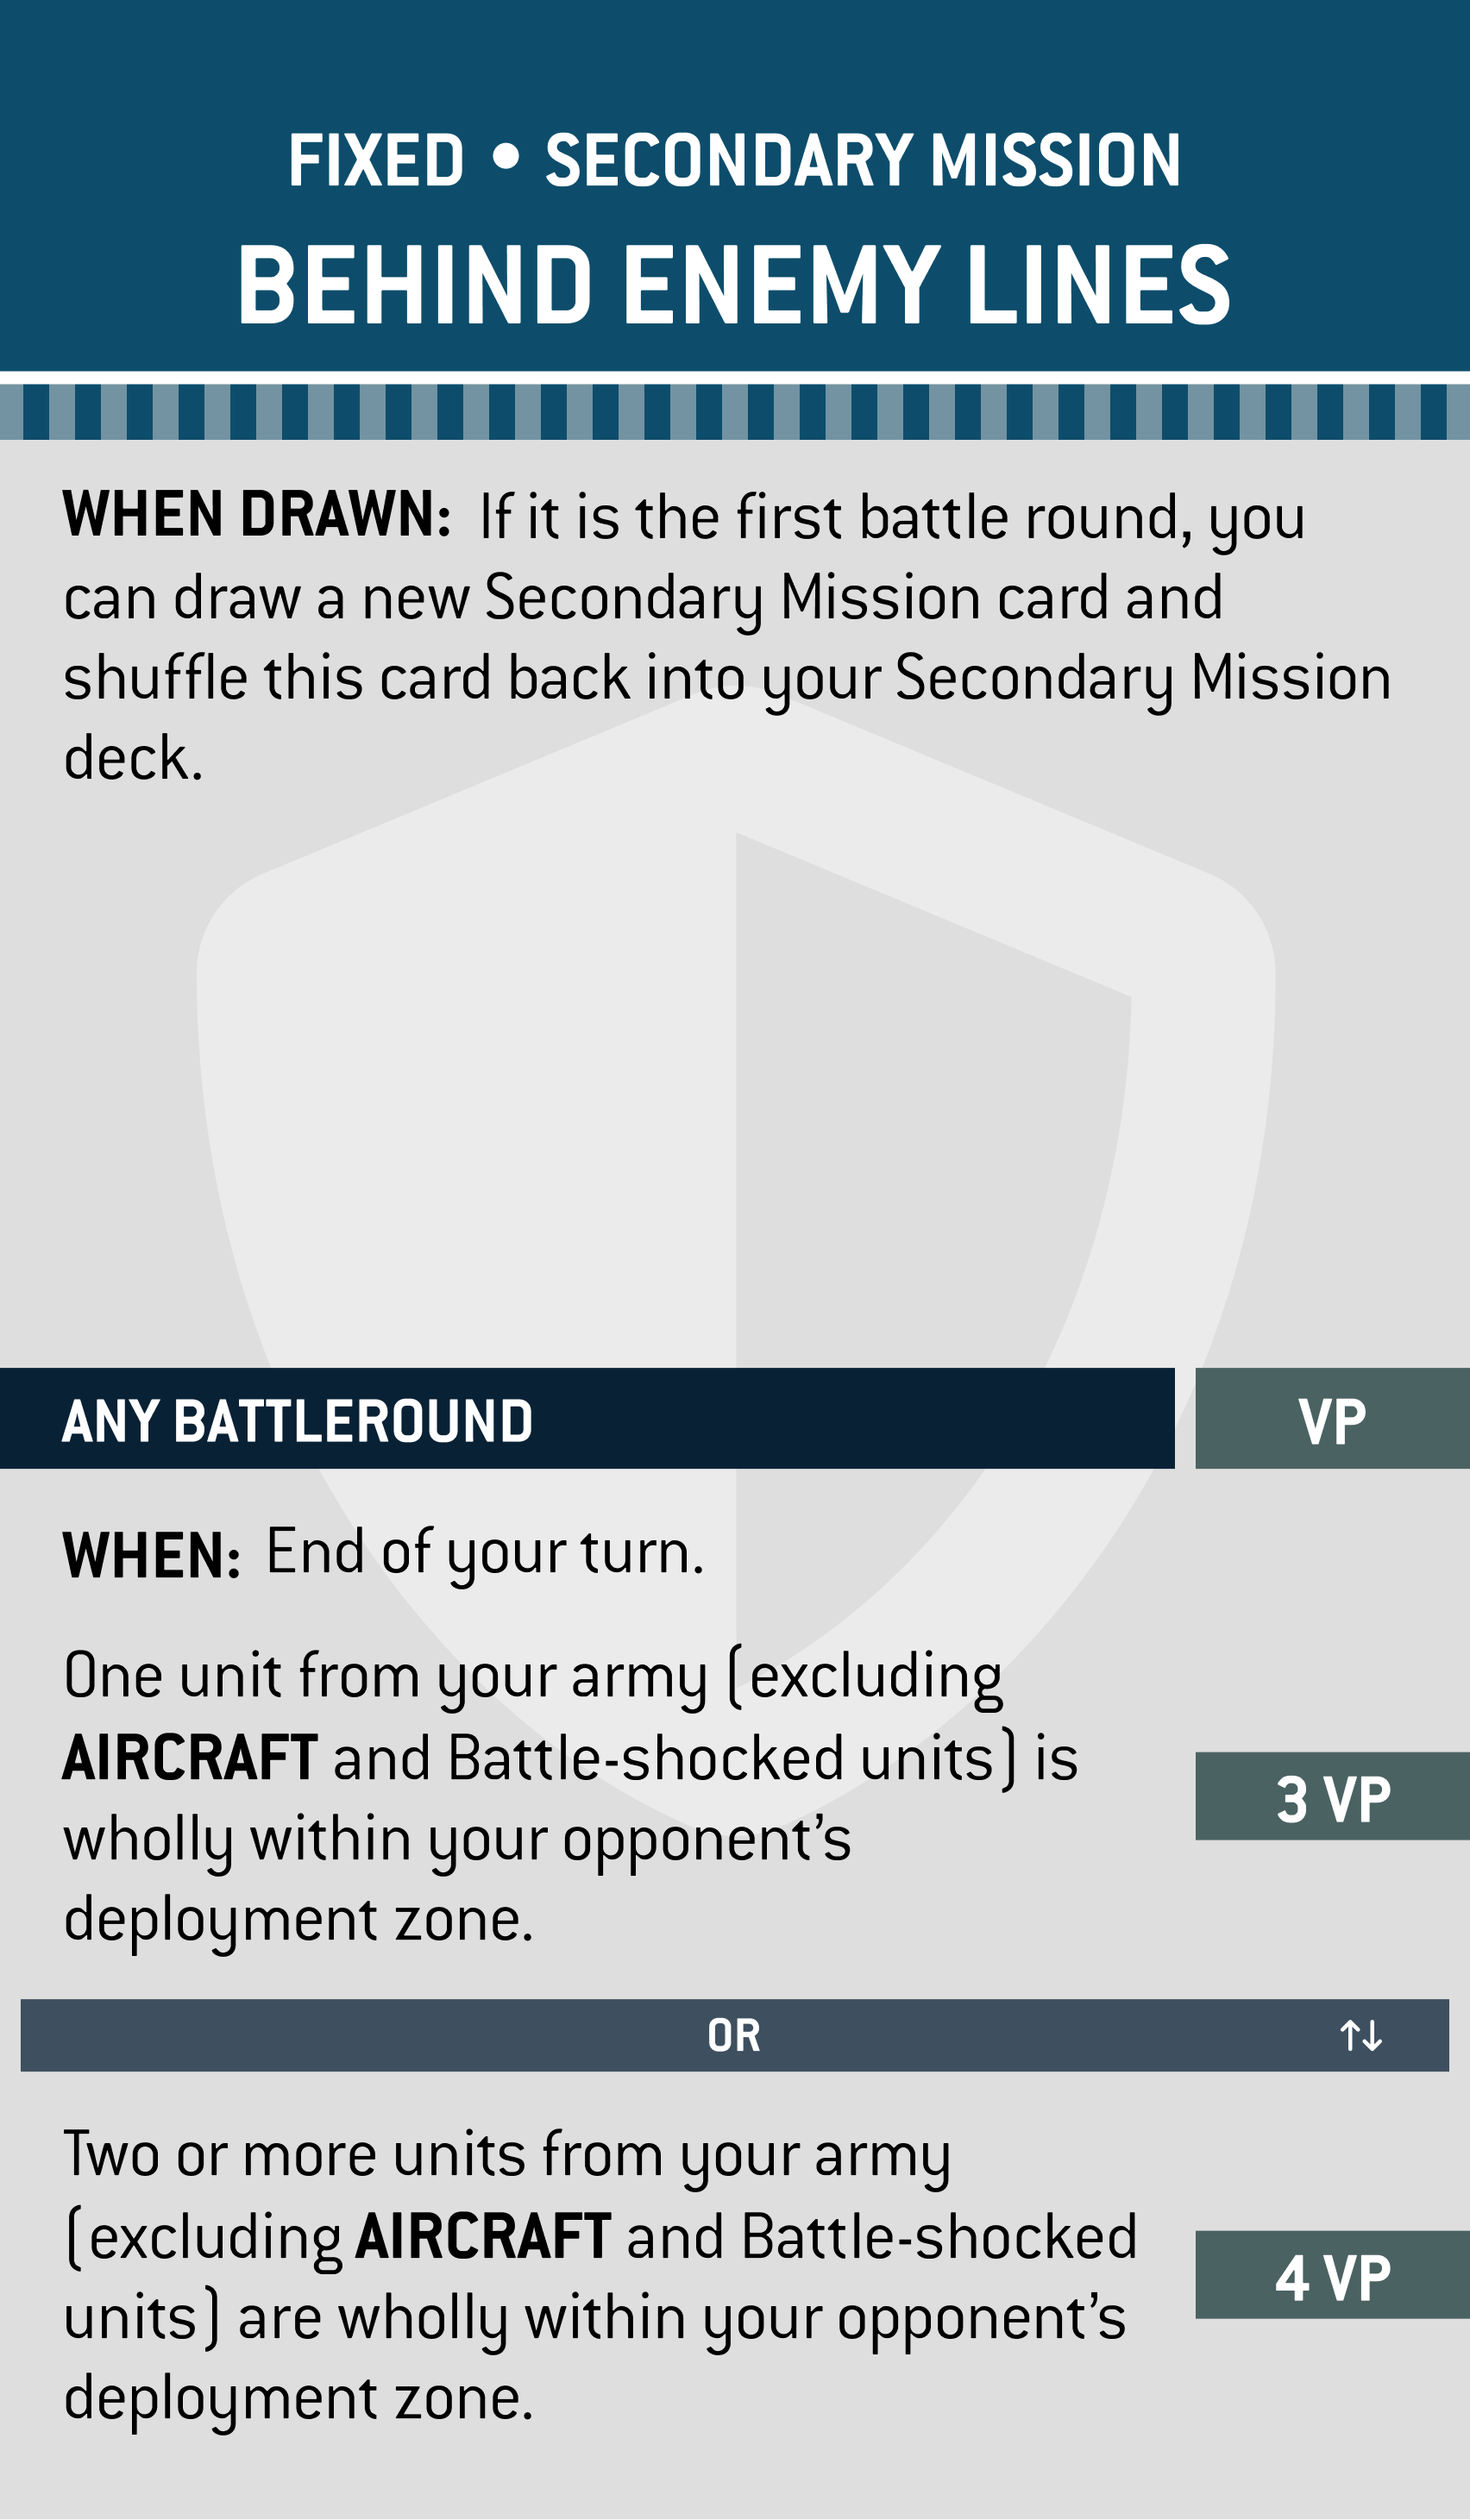 FIXED • SECONDARY MISSION
BEHIND ENEMY LINES
WHEN DRAWN: If it is the first battle round, you
can draw a new Secondary Mission card and
shuffle this card back into your Secondary Mission
deck.
ANY BATTLEROUND
VP
WHEN: End of your turn.
One unit from your army (excluding
AIRCRAFT and Battle-shocked units) is
wholly within your opponent’s
deployment zone.
3 VP
OR ↑↓
Two or more units from your army
(excluding AIRCRAFT and Battle-shocked
units) are wholly within your opponent’s
deployment zone.
4 VP